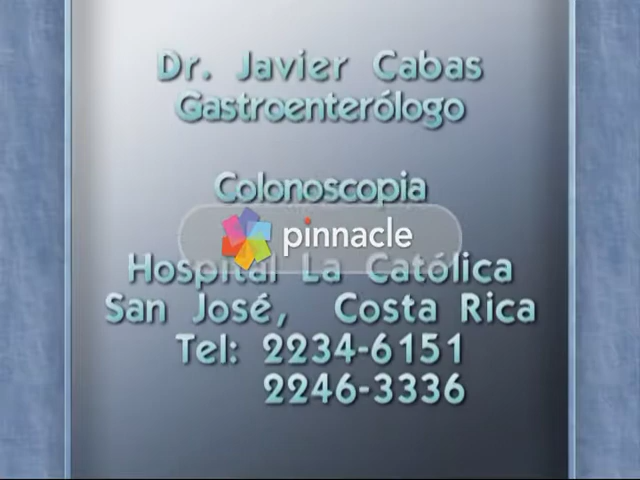 Dr. Javier Cabas
Gastroenterólogo
Colonoscopia
pinnacle
Hospital La Católica
San José, Costa Rica
Tel: 2234-6151
2246-3336